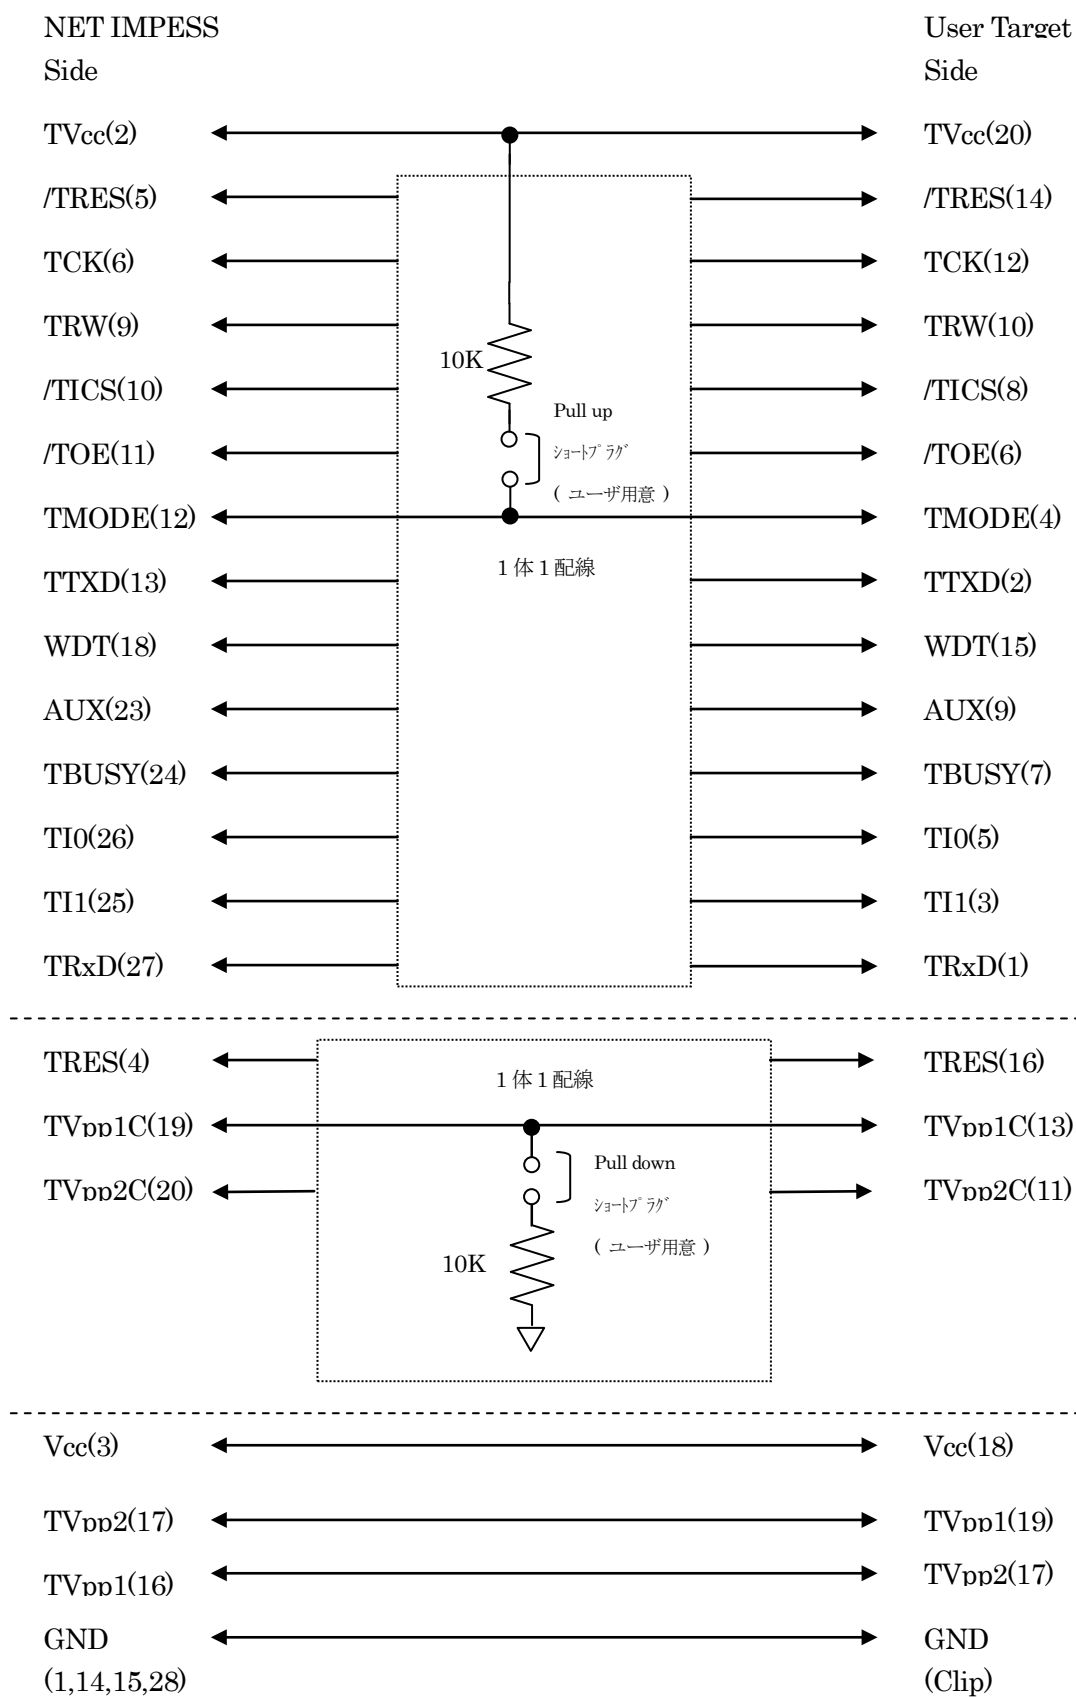 NET IMPESS User Target
Side Side
TVcc(2) TVcc(20)
/TRES(5) /TRES(14)
TCK(6) TCK(12)
TRW(9) TRW(10)
10K
/TICS(10) /TICS(8)
Pull up
/TOE(11) ｼｮｰﾄﾌﾟﾗｸﾞ /TOE(6)
( ユーザ用意 )
TMODE(12) TMODE(4)
1体1配線
TTXD(13) TTXD(2)
WDT(18) WDT(15)
AUX(23) AUX(9)
TBUSY(24) TBUSY(7)
TI0(26) TI0(5)
TI1(25) TI1(3)
TRxD(27) TRxD(1)
TRES(4) TRES(16)
1体1配線
TVpp1C(19) TVpp1C(13)
Pull down
TVpp2C(20) TVpp2C(11)
ｼｮｰﾄﾌﾟﾗｸﾞ
( ユーザ用意 )
10K
Vcc(3) Vcc(18)
TVpp2(17) TVpp1(19)
TVpp1(16) TVpp2(17)
GND GND
(1,14,15,28) (Clip)